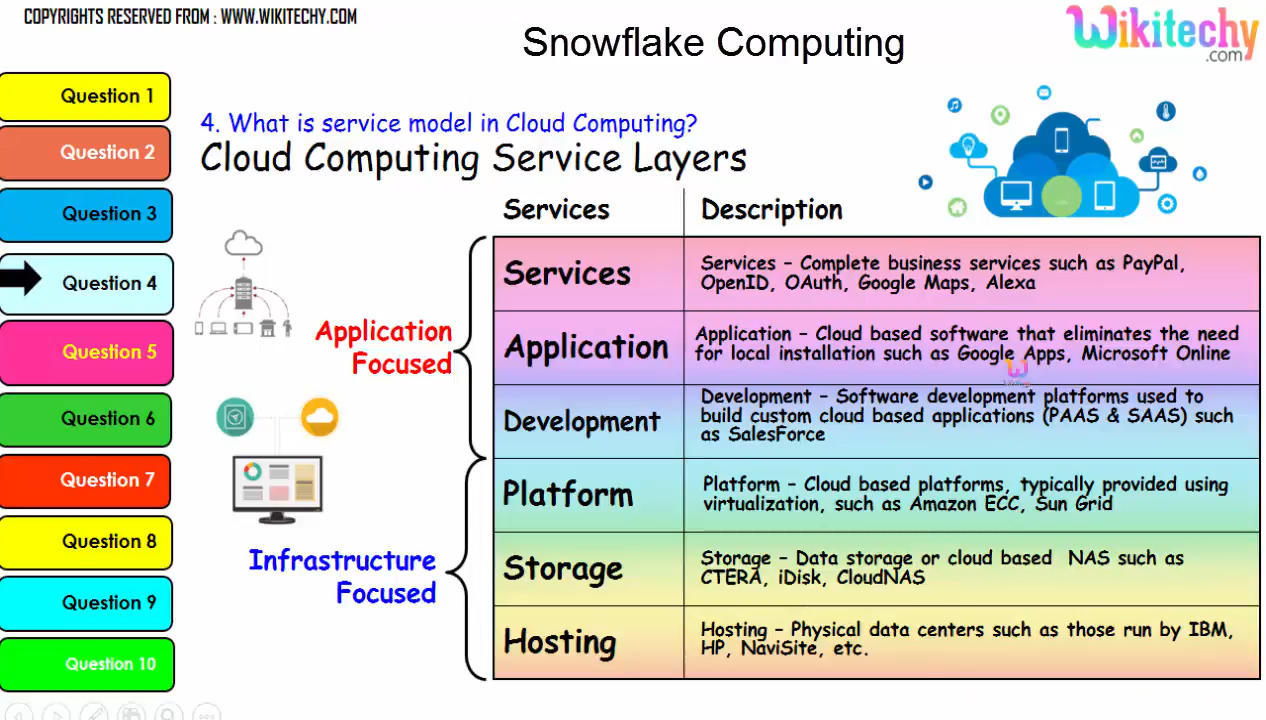 COPYRIGHTS RESERVED FROM : WWW.WIKITECHY.COM
Snowflake Computing
Wikitechy
.com
Question 1
Question 2
Question 3
Question 4
Question 5
Question 6
Question 7
Question 8
Question 9
Question 10
4. What is service model in Cloud Computing?
Cloud Computing Service Layers
Services Description
Application
Focused
Infrastructure
Focused
Services
Services – Complete business services such as PayPal,
OpenID, OAuth, Google Maps, Alexa
Application
Application – Cloud based software that eliminates the need
for local installation such as Google Apps, Microsoft Online
Development
Development – Software development platforms used to
build custom cloud based applications (PAAS & SAAS) such
as SalesForce
Platform
Platform – Cloud based platforms, typically provided using
virtualization, such as Amazon ECC, Sun Grid
Storage
Storage – Data storage or cloud based NAS such as
CTERA, iDisk, CloudNAS
Hosting
Hosting – Physical data centers such as those run by IBM,
HP, NaviSite, etc.